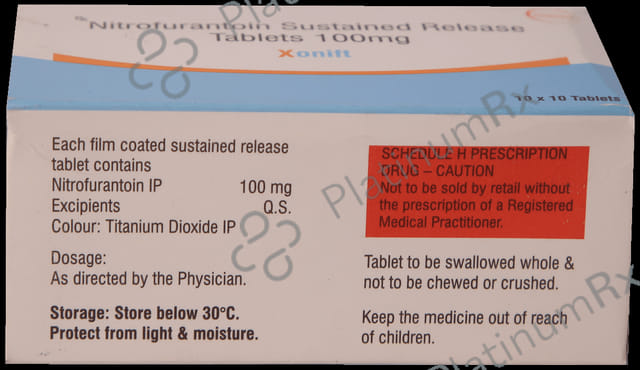 Nitrofurantoin Sustained Release
Tablets 100mg
Xonift
10 x 10 Tablets
Each film coated sustained release
tablet contains
Nitrofurantoin IP 100 mg
Excipients Q.S.
Colour: Titanium Dioxide IP
Dosage:
As directed by the Physician.
Storage: Store below 30°C.
Protect from light & moisture.
SCHEDULE H PRESCRIPTION
DRUG – CAUTION
Not to be sold by retail without
the prescription of a Registered
Medical Practitioner.
Tablet to be swallowed whole &
not to be chewed or crushed.
Keep the medicine out of reach
of children.
PlatinumRx
PlatinumRx
PlatinumRx